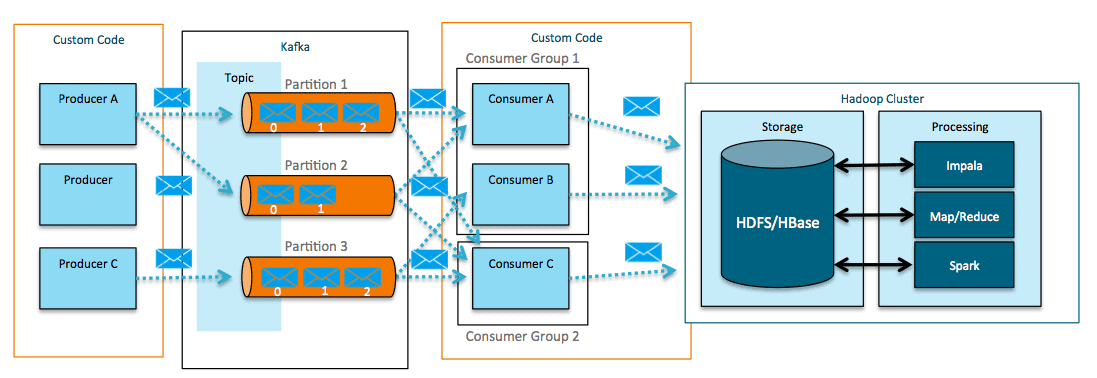 Custom Code
Producer A
Producer
Producer C
Kafka
Topic
Partition 1
0 1 2
Partition 2
0 1
Partition 3
0 1 2
Custom Code
Consumer Group 1
Consumer A
Consumer B
Consumer C
Consumer Group 2
Hadoop Cluster
Storage
HDFS/HBase
Processing
Impala
Map/Reduce
Spark